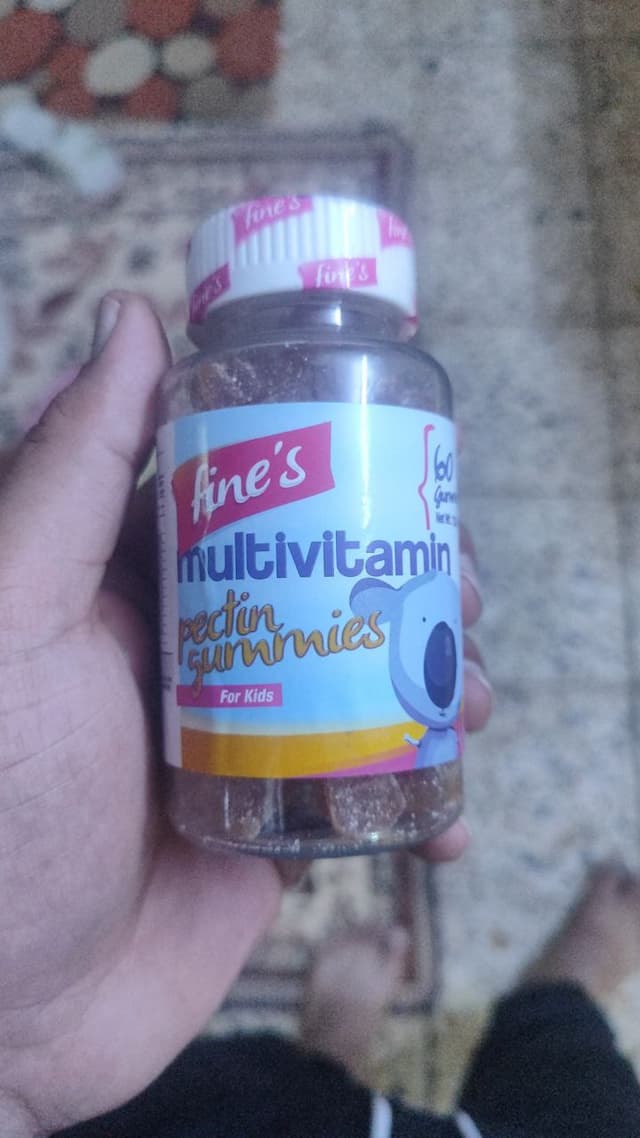 fine's
fine's
fine's
fine's
60
multivitamin
pectin
gummies
For Kids